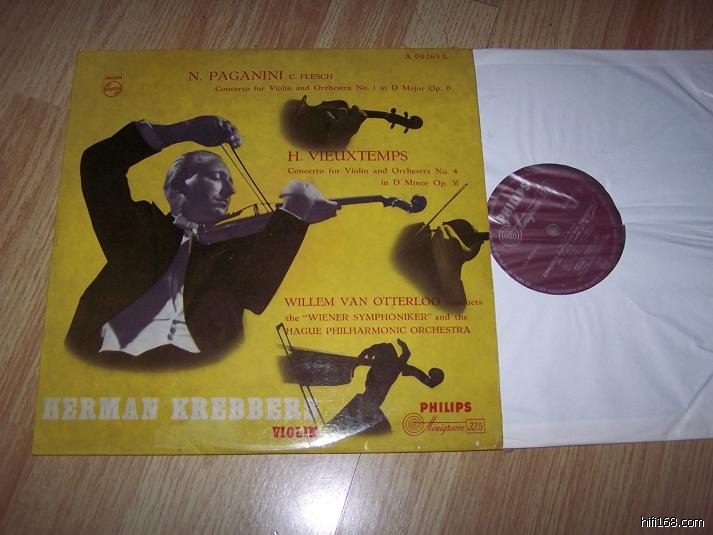 A 00263 L
PHILIPS
N. PAGANINI C. FLESCH
Concerto for Violin and Orchestra No. 1 in D Major Op. 6
H. VIEUXTEMPS
Concerto for Violin and Orchestra No. 4
in D Minor Op. 31
WILLEM VAN OTTERLOO conducts
the "WIENER SYMPHONIKER" and the
HAGUE PHILHARMONIC ORCHESTRA
HERMAN KREBBERS
VIOLIN
PHILIPS
Minigroove 33⅓
hifi168.com